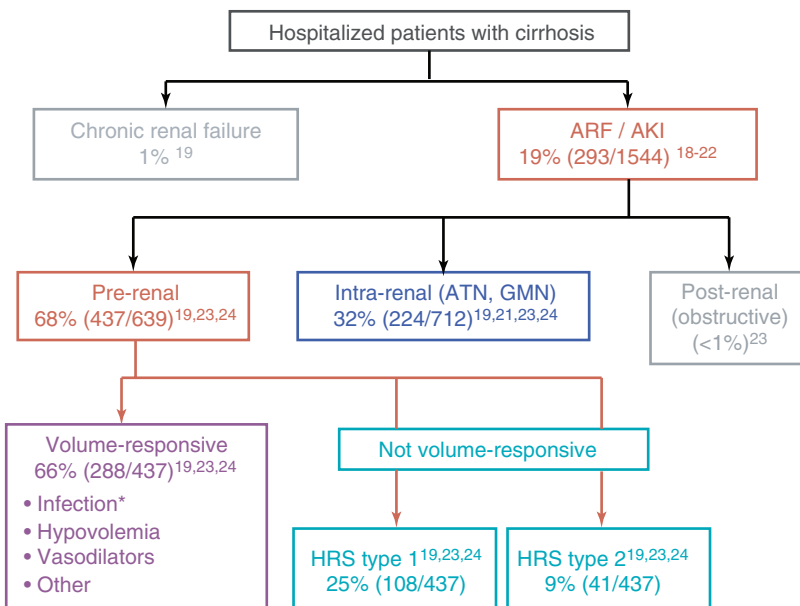 Hospitalized patients with cirrhosis
Chronic renal failure
1% 19
ARF / AKI
19% (293/1544) 18-22
Pre-renal
68% (437/639)19,23,24
Intra-renal (ATN, GMN)
32% (224/712)19,21,23,24
Post-renal
(obstructive)
(<1%)23
Volume-responsive
66% (288/437)19,23,24
• Infection*
• Hypovolemia
• Vasodilators
• Other
Not volume-responsive
HRS type 119,23,24
25% (108/437)
HRS type 219,23,24
9% (41/437)